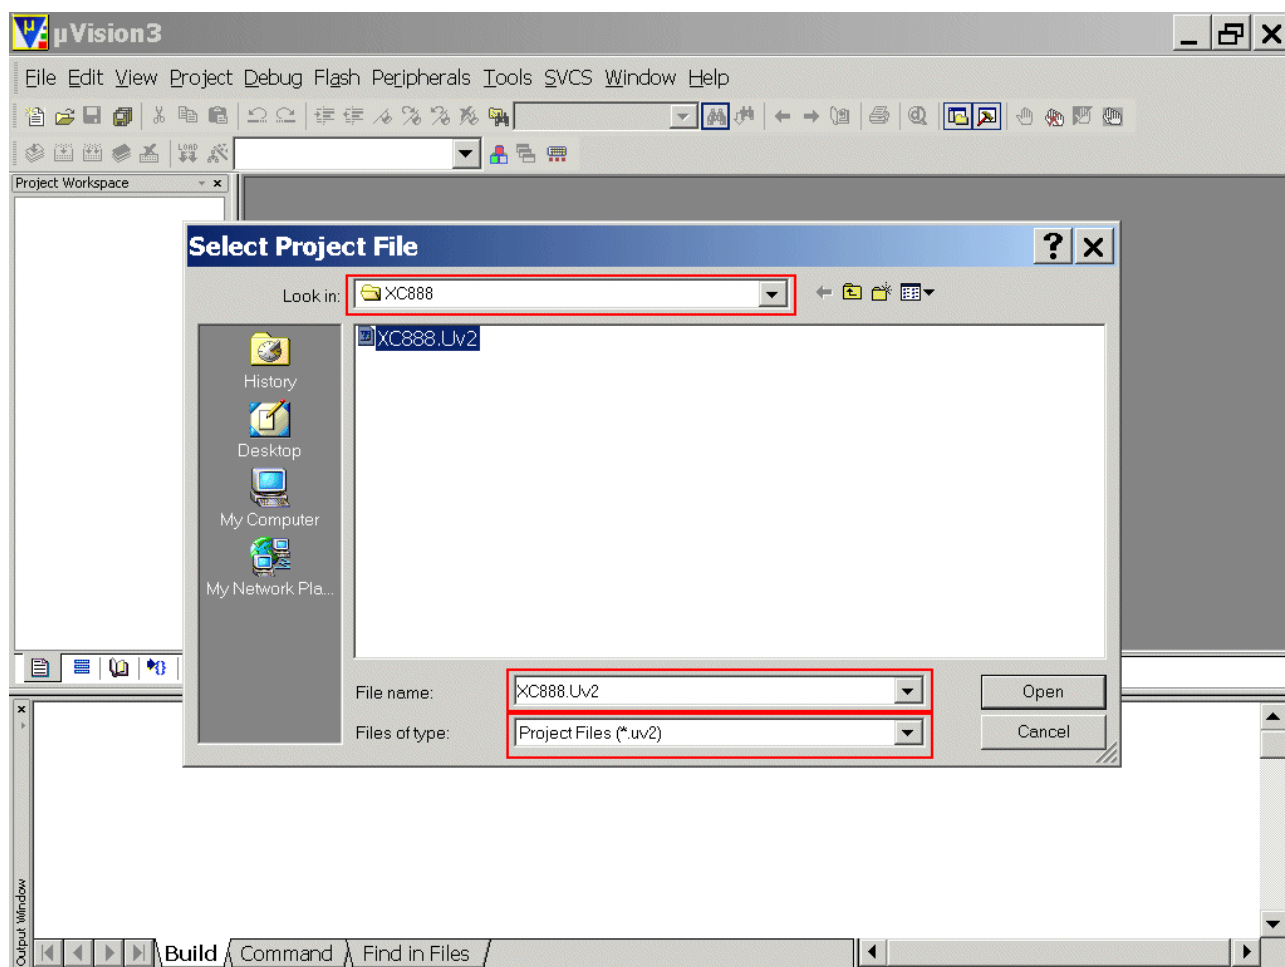 µVision3
File Edit View Project Debug Flash Peripherals Tools SVCS Window Help
LOAD
Project Workspace
Select Project File
Look in: XC888
XC888.Uv2
History
Desktop
My Computer
My Network Pla...
File name: XC888.Uv2 Open
Files of type: Project Files (*.uv2) Cancel
Output Window
Build Command Find in Files